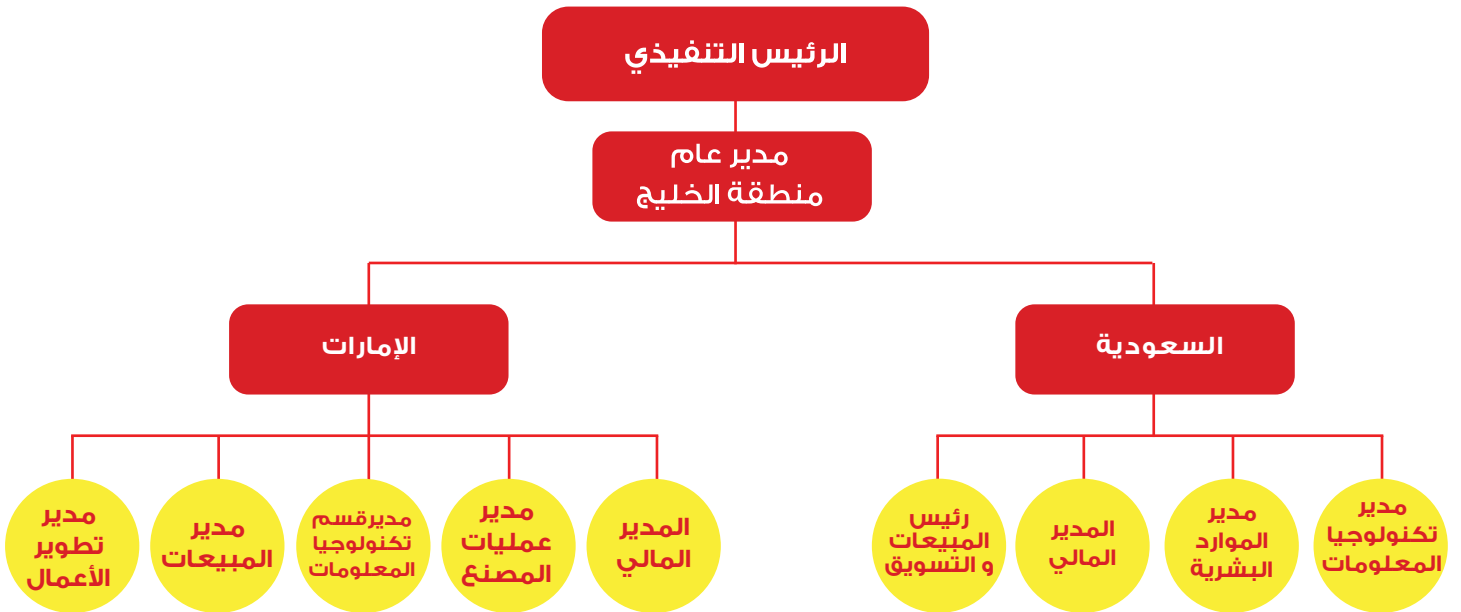 الرئيس التنفيذي
مدير عام
منطقة الخليج
السعودية
الإمارات
مدير
تكنولوجيا
المعلومات
مدير
الموارد
البشرية
المدير
المالي
رئيس
المبيعات
و التسويق
المدير
المالي
مدير
عمليات
المصنع
مديرقسم
تكنولوجيا
المعلومات
مدير
المبيعات
مدير
تطوير
الأعمال